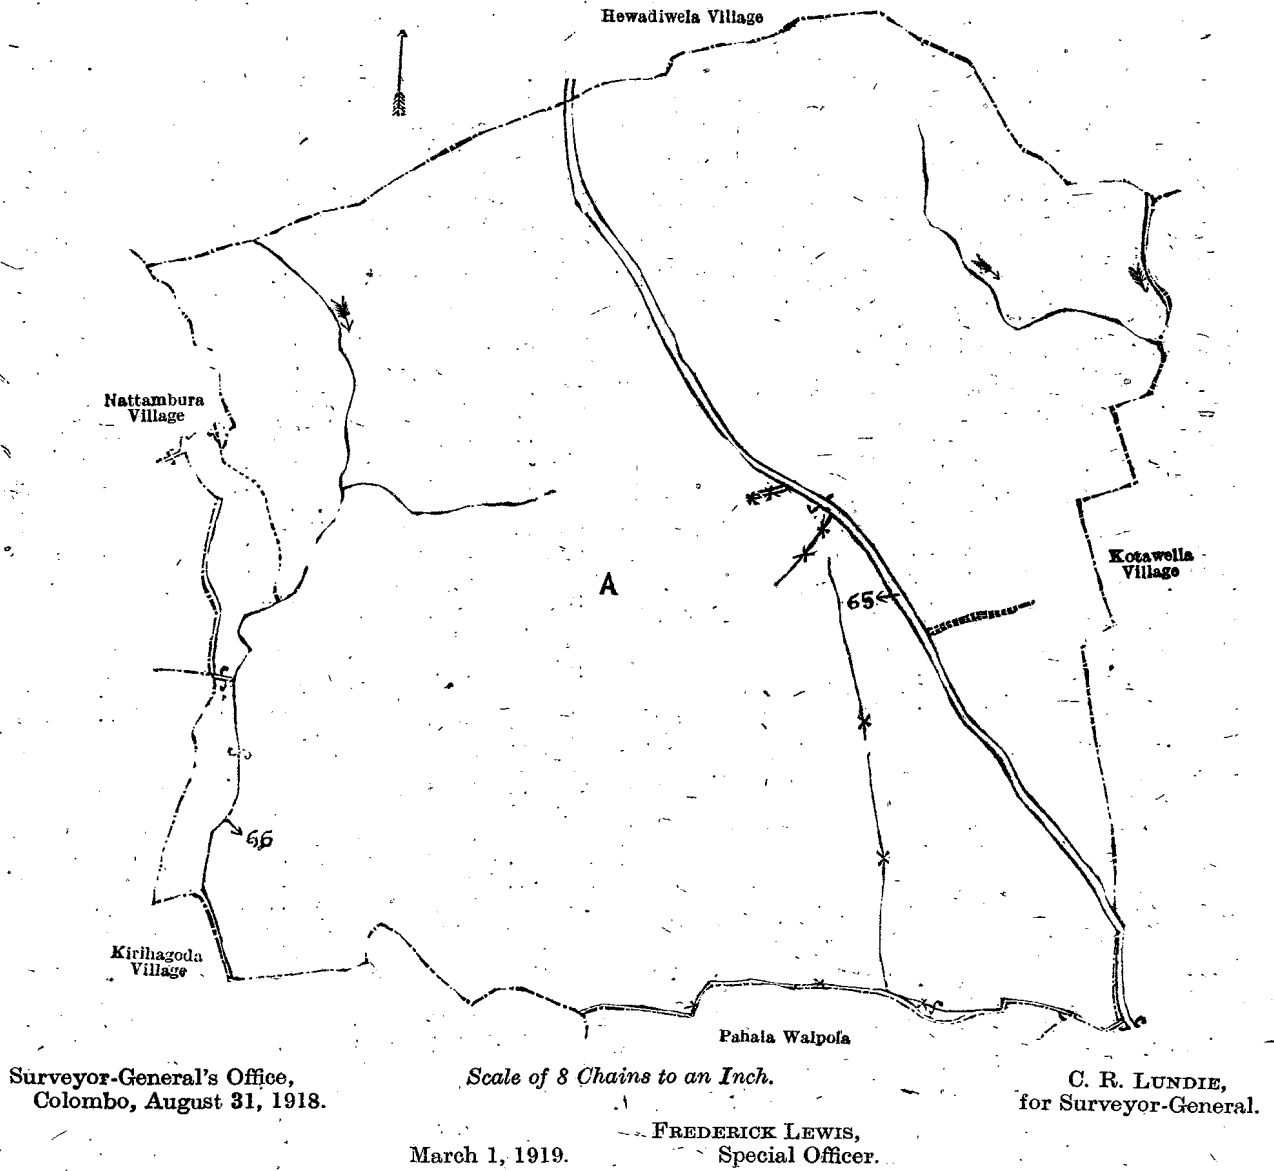 Hewadiwela Village
Nattambura
Village
Kotawella
Village
A
65
66
Kirihagoda
Village
Pahala Walpola
Surveyor-General's Office,
Colombo, August 31, 1918.
Scale of 8 Chains to an Inch.
C. R. LUNDIE,
for Surveyor-General.
FREDERICK LEWIS,
March 1, 1919.
Special Officer.